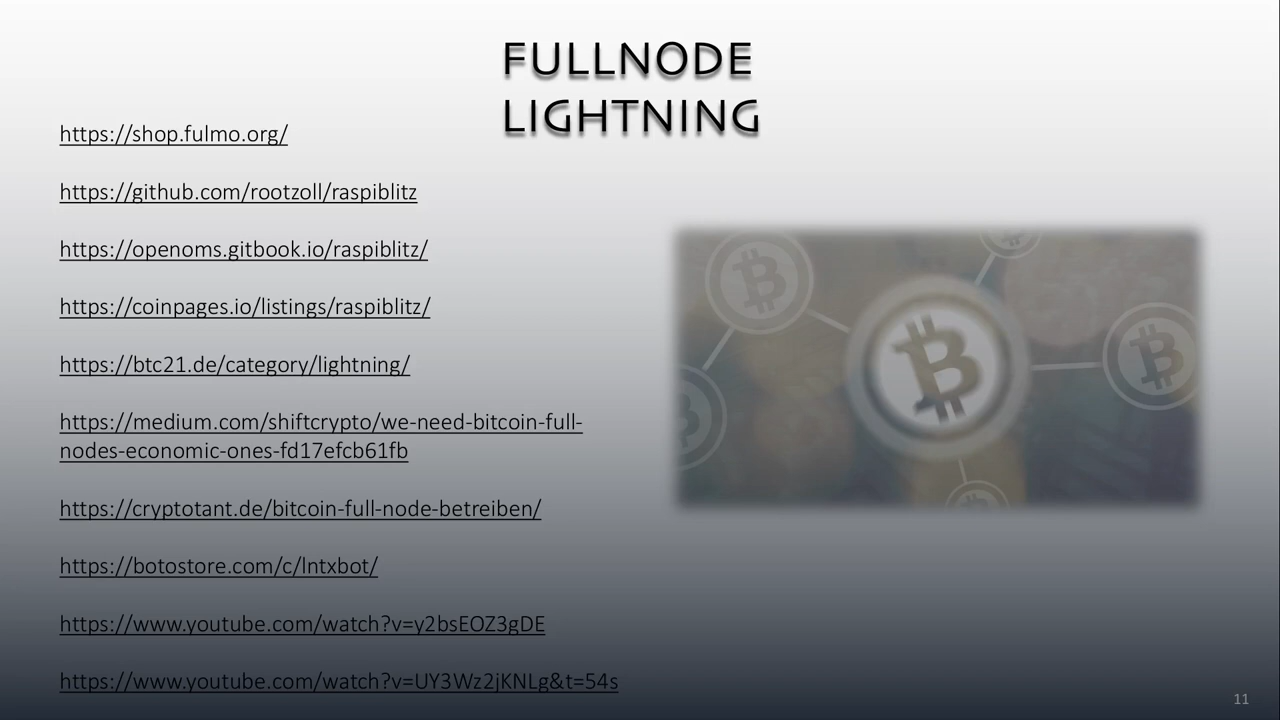 FULLNODE
LIGHTNING
https://shop.fulmo.org/
https://github.com/rootzoll/raspiblitz
https://openoms.gitbook.io/raspiblitz/
https://coinpages.io/listings/raspiblitz/
https://btc21.de/category/lightning/
https://medium.com/shiftcrypto/we-need-bitcoin-full-
nodes-economic-ones-fd17efcb61fb
https://cryptotant.de/bitcoin-full-node-betreiben/
https://botostore.com/c/lntxbot/
https://www.youtube.com/watch?v=y2bsEOZ3gDE
https://www.youtube.com/watch?v=UY3Wz2jKNLg&t=54s
11